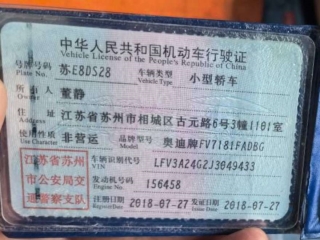 中华人民共和国机动车行驶证
Vehicle License of the People's Republic of China
号牌号码 苏E8DS28 车辆类型 小型轿车
Plate No. Vehicle Type
所有人 董静
Owner
住址 江苏省苏州市相城区古元路6号3幢1101室
Address
使用性质 非营运 品牌型号 奥迪牌FV7181FADBG
Use Character Model
江苏省苏州市公安局交通警察支队
车辆识别代号 LFV3A24G2J3049433
VIN
发动机号码 156458
Engine No.
注册日期 2018-07-27 发证日期 2018-07-27
Register Date Issue Date